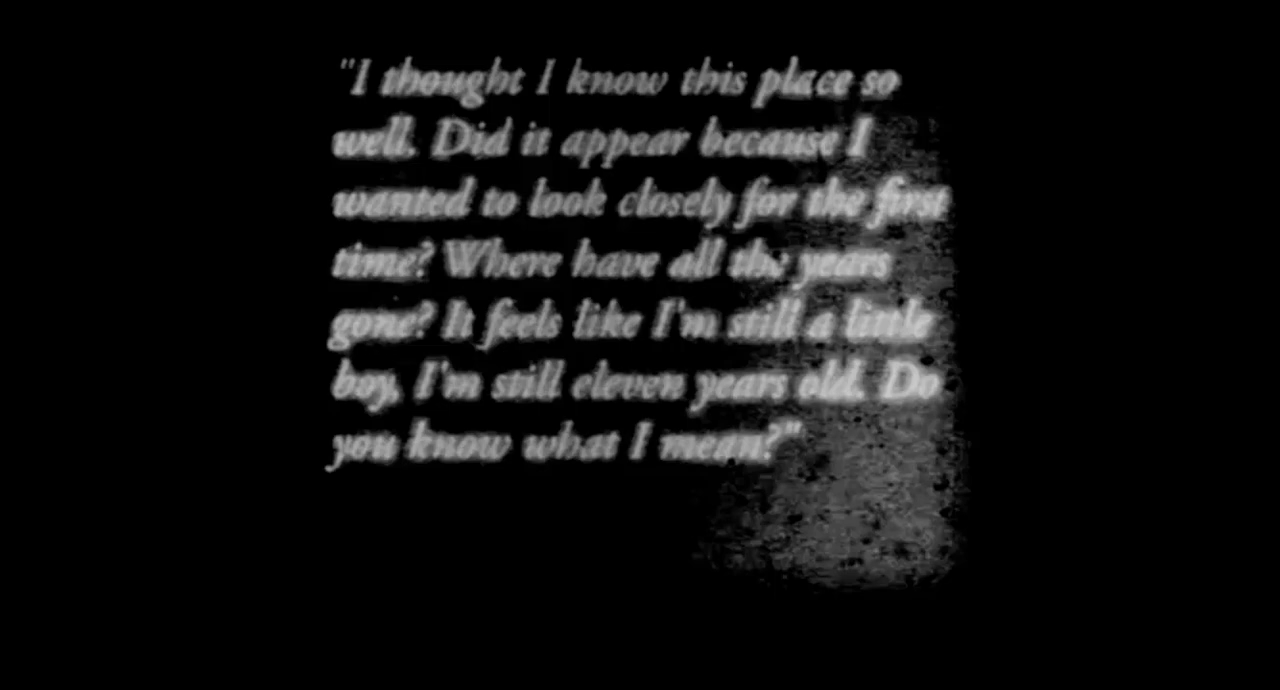 "I thought I know this place so
well. Did it appear because I
wanted to look closely for the first
time? Where have all the years
gone? It feels like I'm still a little
boy, I'm still eleven years old. Do
you know what I mean?"